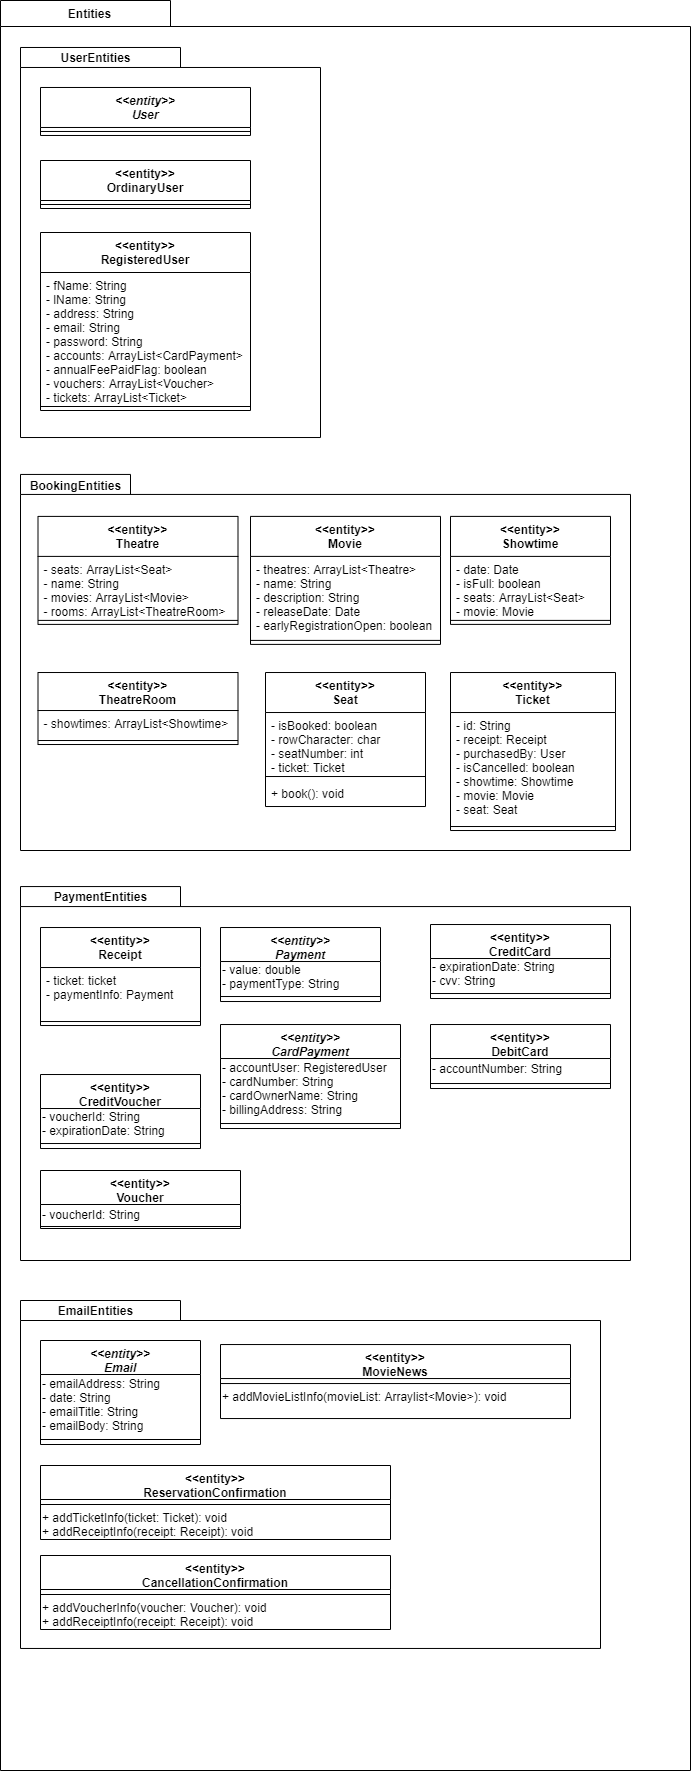 Entities
UserEntities
<<entity>>
User
<<entity>>
OrdinaryUser
<<entity>>
RegisteredUser
- fName: String
- lName: String
- address: String
- email: String
- password: String
- accounts: ArrayList<CardPayment>
- annualFeePaidFlag: boolean
- vouchers: ArrayList<Voucher>
- tickets: ArrayList<Ticket>
BookingEntities
<<entity>>
Theatre
- seats: ArrayList<Seat>
- name: String
- movies: ArrayList<Movie>
- rooms: ArrayList<TheatreRoom>
<<entity>>
Movie
- theatres: ArrayList<Theatre>
- name: String
- description: String
- releaseDate: Date
- earlyRegistrationOpen: boolean
<<entity>>
Showtime
- date: Date
- isFull: boolean
- seats: ArrayList<Seat>
- movie: Movie
<<entity>>
TheatreRoom
- showtimes: ArrayList<Showtime>
<<entity>>
Seat
- isBooked: boolean
- rowCharacter: char
- seatNumber: int
- ticket: Ticket
+ book(): void
<<entity>>
Ticket
- id: String
- receipt: Receipt
- purchasedBy: User
- isCancelled: boolean
- showtime: Showtime
- movie: Movie
- seat: Seat
PaymentEntities
<<entity>>
Receipt
- ticket: ticket
- paymentInfo: Payment
<<entity>>
Payment
- value: double
- paymentType: String
<<entity>>
CreditCard
- expirationDate: String
- cvv: String
<<entity>>
CardPayment
- accountUser: RegisteredUser
- cardNumber: String
- cardOwnerName: String
- billingAddress: String
<<entity>>
DebitCard
- accountNumber: String
<<entity>>
CreditVoucher
- voucherId: String
- expirationDate: String
<<entity>>
Voucher
- voucherId: String
EmailEntities
<<entity>>
Email
- emailAddress: String
- date: String
- emailTitle: String
- emailBody: String
<<entity>>
MovieNews
+ addMovieListInfo(movieList: Arraylist<Movie>): void
<<entity>>
ReservationConfirmation
+ addTicketInfo(ticket: Ticket): void
+ addReceiptInfo(receipt: Receipt): void
<<entity>>
CancellationConfirmation
+ addVoucherInfo(voucher: Voucher): void
+ addReceiptInfo(receipt: Receipt): void